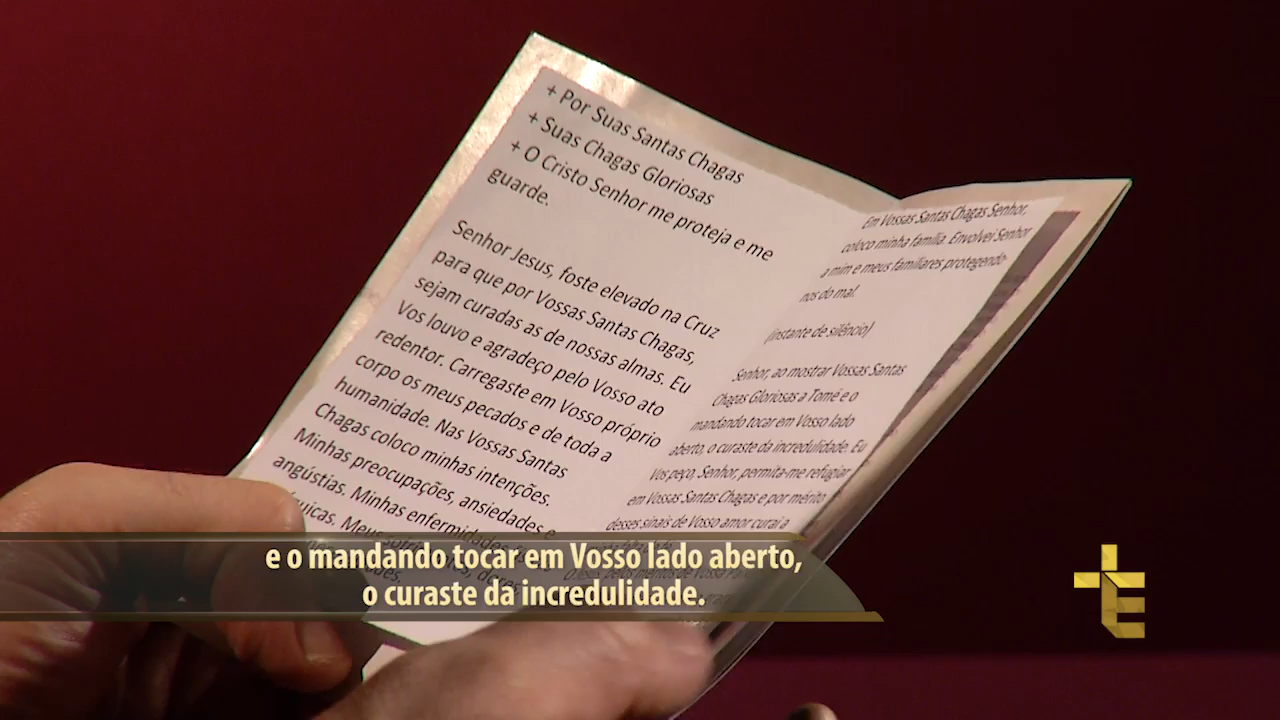 + Por Suas Santas Chagas
+ Suas Chagas Gloriosas
+ O Cristo Senhor me proteja e me
guarde.
Senhor Jesus, foste elevado na Cruz
para que por Vossas Santas Chagas,
sejam curadas as de nossas almas. Eu
Vos louvo e agradeço pelo Vosso ato
redentor. Carregaste em Vosso próprio
corpo os meus pecados e de toda a
humanidade. Nas Vossas Santas
Chagas coloco minhas intenções.
Minhas preocupações, ansiedades e
angústias. Minhas enfermidades
Em Vossas Santas Chagas Senhor,
coloco minha família. Envolvei Senhor
a mim e meus familiares protegendo-
nos do mal.
(instante de silêncio)
Senhor, ao mostrar Vossas Santas
Chagas Gloriosas a Tomé e o
mandando tocar em Vosso lado
aberto, o curaste da incredulidade. Eu
Vos peço, Senhor, permita-me refugiar
em Vossas Santas Chagas e por mérito
desses sinais de Vosso amor curai a
e o mandando tocar em Vosso lado aberto,
o curaste da incredulidade.